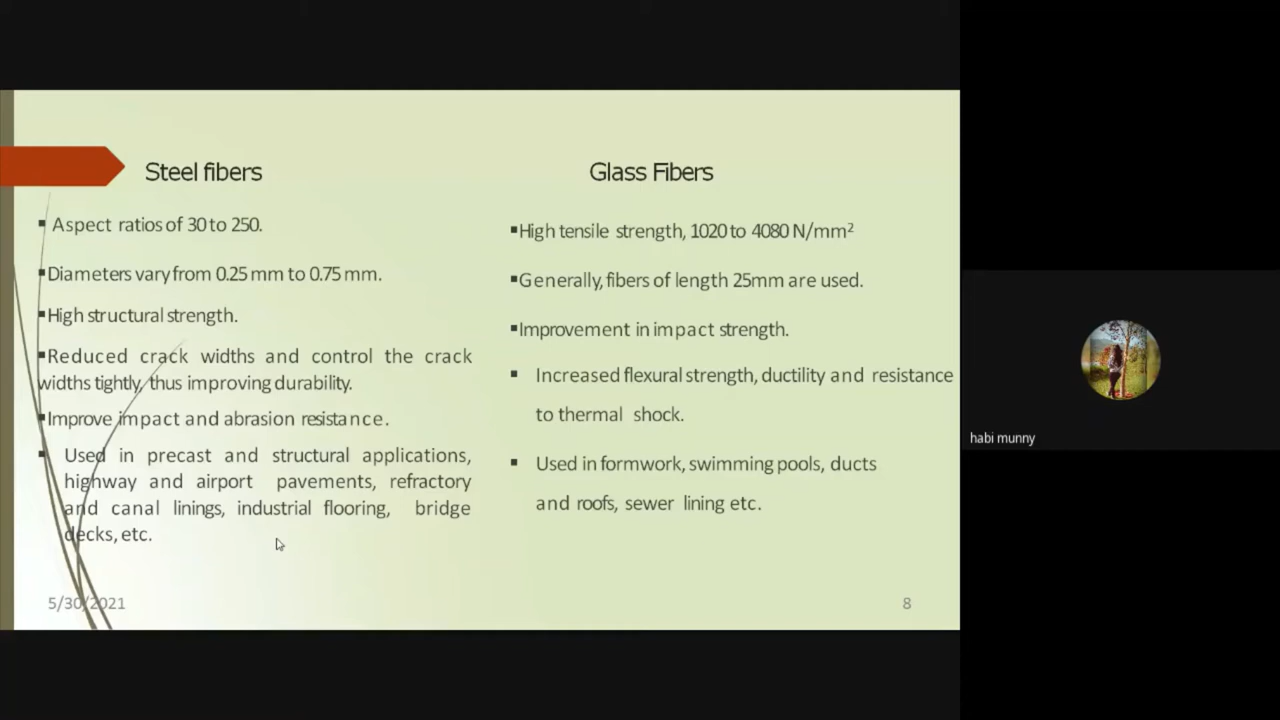 Steel fibers
▪ Aspect ratios of 30 to 250.
▪Diameters vary from 0.25 mm to 0.75 mm.
▪High structural strength.
▪Reduced crack widths and control the crack
widths tightly, thus improving durability.
▪Improve impact and abrasion resistance.
▪ Used in precast and structural applications,
highway and airport pavements, refractory
and canal linings, industrial flooring, bridge
decks, etc.
Glass Fibers
▪High tensile strength, 1020 to 4080 N/mm²
▪Generally, fibers of length 25mm are used.
▪Improvement in impact strength.
▪ Increased flexural strength, ductility and resistance
to thermal shock.
▪ Used in formwork, swimming pools, ducts
and roofs, sewer lining etc.
5/30/2021
8
habi munny